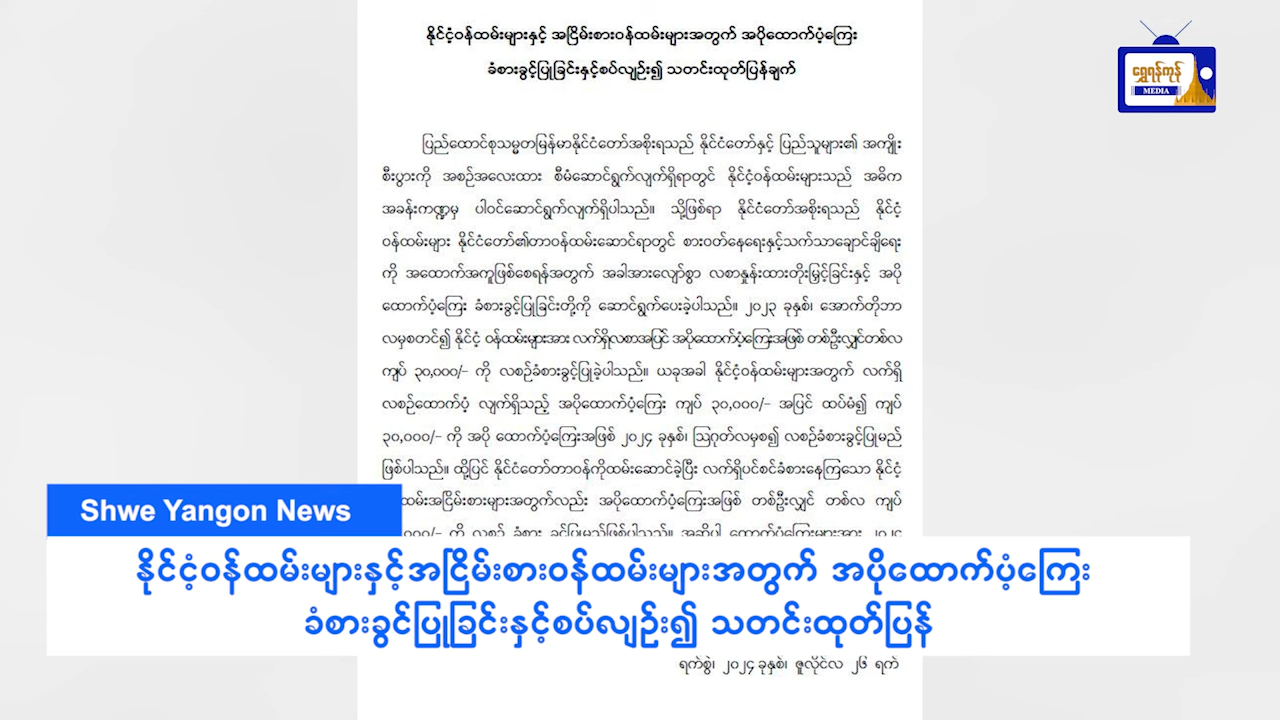 နိုင်ငံ့ဝန်ထမ်းများနှင့် အငြိမ်းစားဝန်ထမ်းများအတွက် အပိုထောက်ပံ့ကြေး
ခံစားခွင့်ပြုခြင်းနှင့်စပ်လျဉ်း၍ သတင်းထုတ်ပြန်ချက်
ရွှေရန်ကုန်
MEDIA
ပြည်ထောင်စုသမ္မတမြန်မာနိုင်ငံတော်အစိုးရသည် နိုင်ငံတော်နှင့် ပြည်သူများ၏ အကျိုး
စီးပွားကို အစဉ်အလေးထား စီမံဆောင်ရွက်လျက်ရှိရာတွင် နိုင်ငံ့ဝန်ထမ်းများသည် အဓိက
အခန်းကဏ္ဍမှ ပါဝင်ဆောင်ရွက်လျက်ရှိပါသည်။ သို့ဖြစ်ရာ နိုင်ငံတော်အစိုးရသည် နိုင်ငံ့
ဝန်ထမ်းများ နိုင်ငံတော်၏တာဝန်ထမ်းဆောင်ရာတွင် စားဝတ်နေရေးနှင့်သက်သာချောင်ချိရေး
ကို အထောက်အကူဖြစ်စေရန်အတွက် အခါအားလျော်စွာ လစာနှုန်းထားတိုးမြှင့်ခြင်းနှင့် အပို
ထောက်ပံ့ကြေး ခံစားခွင့်ပြုခြင်းတို့ကို ဆောင်ရွက်ပေးခဲ့ပါသည်။ ၂၀၂၃ ခုနှစ်၊ အောက်တိုဘာ
လမှစတင်၍ နိုင်ငံ့ ဝန်ထမ်းများအား လက်ရှိလစာအပြင် အပိုထောက်ပံ့ကြေးအဖြစ် တစ်ဦးလျှင်တစ်လ
ကျပ် ၃၀,၀၀၀/- ကို လစဉ်ခံစားခွင့်ပြုခဲ့ပါသည်။ ယခုအခါ နိုင်ငံ့ဝန်ထမ်းများအတွက် လက်ရှိ
လစဉ်ထောက်ပံ့ လျက်ရှိသည့် အပိုထောက်ပံ့ကြေး ကျပ် ၃၀,၀၀၀/- အပြင် ထပ်မံ၍ ကျပ်
၃၀,၀၀၀/- ကို အပို ထောက်ပံ့ကြေးအဖြစ် ၂၀၂၄ ခုနှစ်၊ ဩဂုတ်လမှစ၍ လစဉ်ခံစားခွင့်ပြုမည်
ဖြစ်ပါသည်။ ထို့ပြင် နိုင်ငံတော်တာဝန်ကိုထမ်းဆောင်ခဲ့ပြီး လက်ရှိပင်စင်ခံစားနေကြသော နိုင်ငံ့
ထမ်းအငြိမ်းစားများအတွက်လည်း အပိုထောက်ပံ့ကြေးအဖြစ် တစ်ဦးလျှင် တစ်လ ကျပ်
Shwe Yangon News
နိုင်ငံ့ဝန်ထမ်းများနှင့်အငြိမ်းစားဝန်ထမ်းများအတွက် အပိုထောက်ပံ့ကြေး
ခံစားခွင်ပြုခြင်းနှင့်စပ်လျဉ်း၍ သတင်းထုတ်ပြန်
ရက်စွဲ၊ ၂၀၂၄ ခုနှစ်၊ ဇူလိုင်လ ၂၆ ရက်